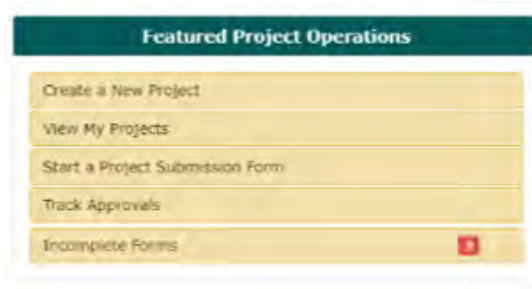 Featured Project Operations
Create a New Project
View My Projects
Start a Project Submission Form
Track Approvals
Incomplete Forms